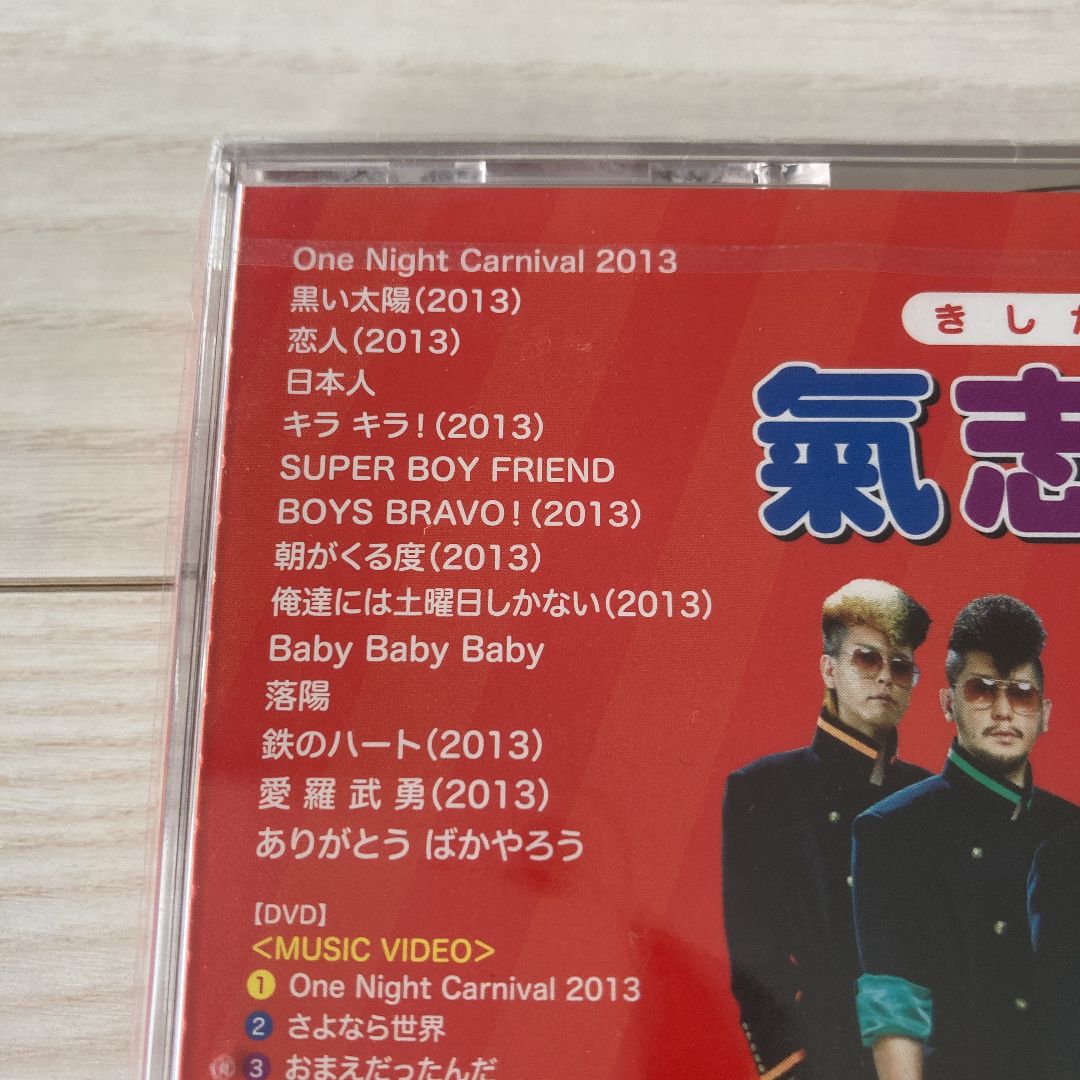 One Night Carnival 2013
黒い太陽(2013)
恋人(2013)
日本人
キラ キラ!(2013)
SUPER BOY FRIEND
BOYS BRAVO!(2013)
朝がくる度(2013)
俺達には土曜日しかない(2013)
Baby Baby Baby
落陽
鉄のハート(2013)
愛 羅 武 勇(2013)
ありがとう ばかやろう
【DVD】
<MUSIC VIDEO>
1 One Night Carnival 2013
2 さよなら世界
3 おまえだったんだ
きし
氣志